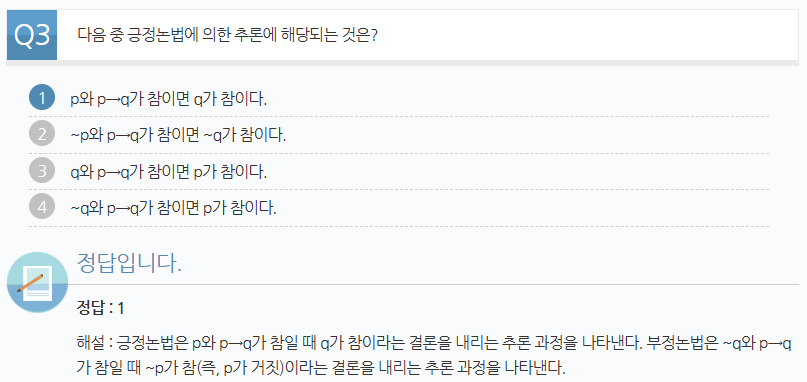 Q3 다음 중 긍정논법에 의한 추론에 해당되는 것은?
1 p와 p→q가 참이면 q가 참이다.
2 ~p와 p→q가 참이면 ~q가 참이다.
3 q와 p→q가 참이면 p가 참이다.
4 ~q와 p→q가 참이면 p가 참이다.
정답입니다.
정답 : 1
해설 : 긍정논법은 p와 p→q가 참일 때 q가 참이라는 결론을 내리는 추론 과정을 나타낸다. 부정논법은 ~q와 p→q
가 참일 때 ~p가 참(즉, p가 거짓)이라는 결론을 내리는 추론 과정을 나타낸다.